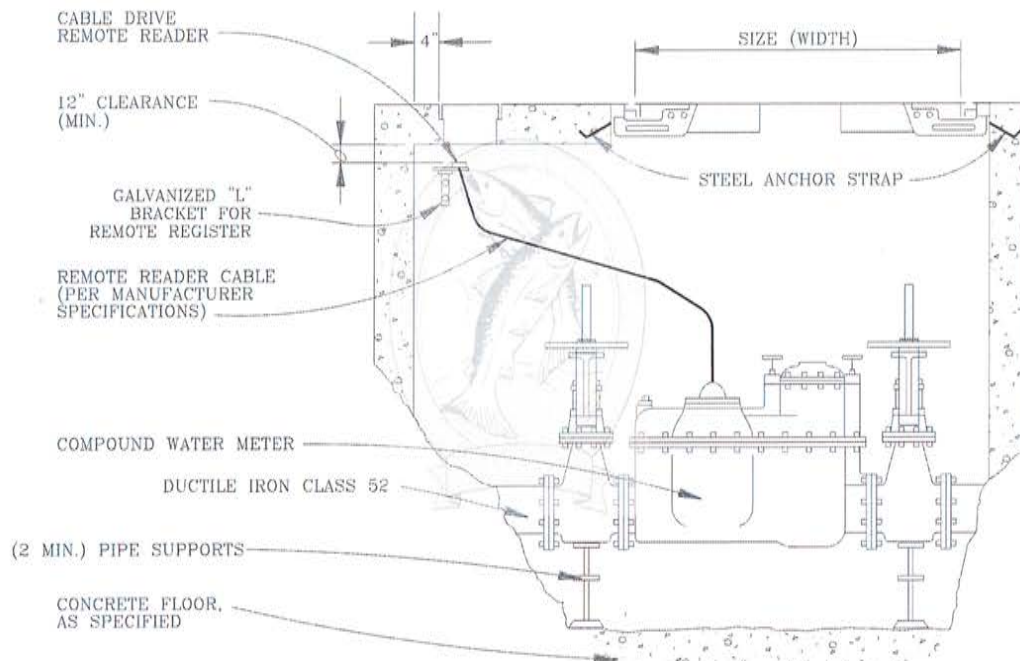 CABLE DRIVE
REMOTE READER
4"
SIZE (WIDTH)
12" CLEARANCE
(MIN.)
STEEL ANCHOR STRAP
GALVANIZED "L"
BRACKET FOR
REMOTE REGISTER
REMOTE READER CABLE
(PER MANUFACTURER
SPECIFICATIONS)
COMPOUND WATER METER
DUCTILE IRON CLASS 52
(2 MIN.) PIPE SUPPORTS
CONCRETE FLOOR,
AS SPECIFIED